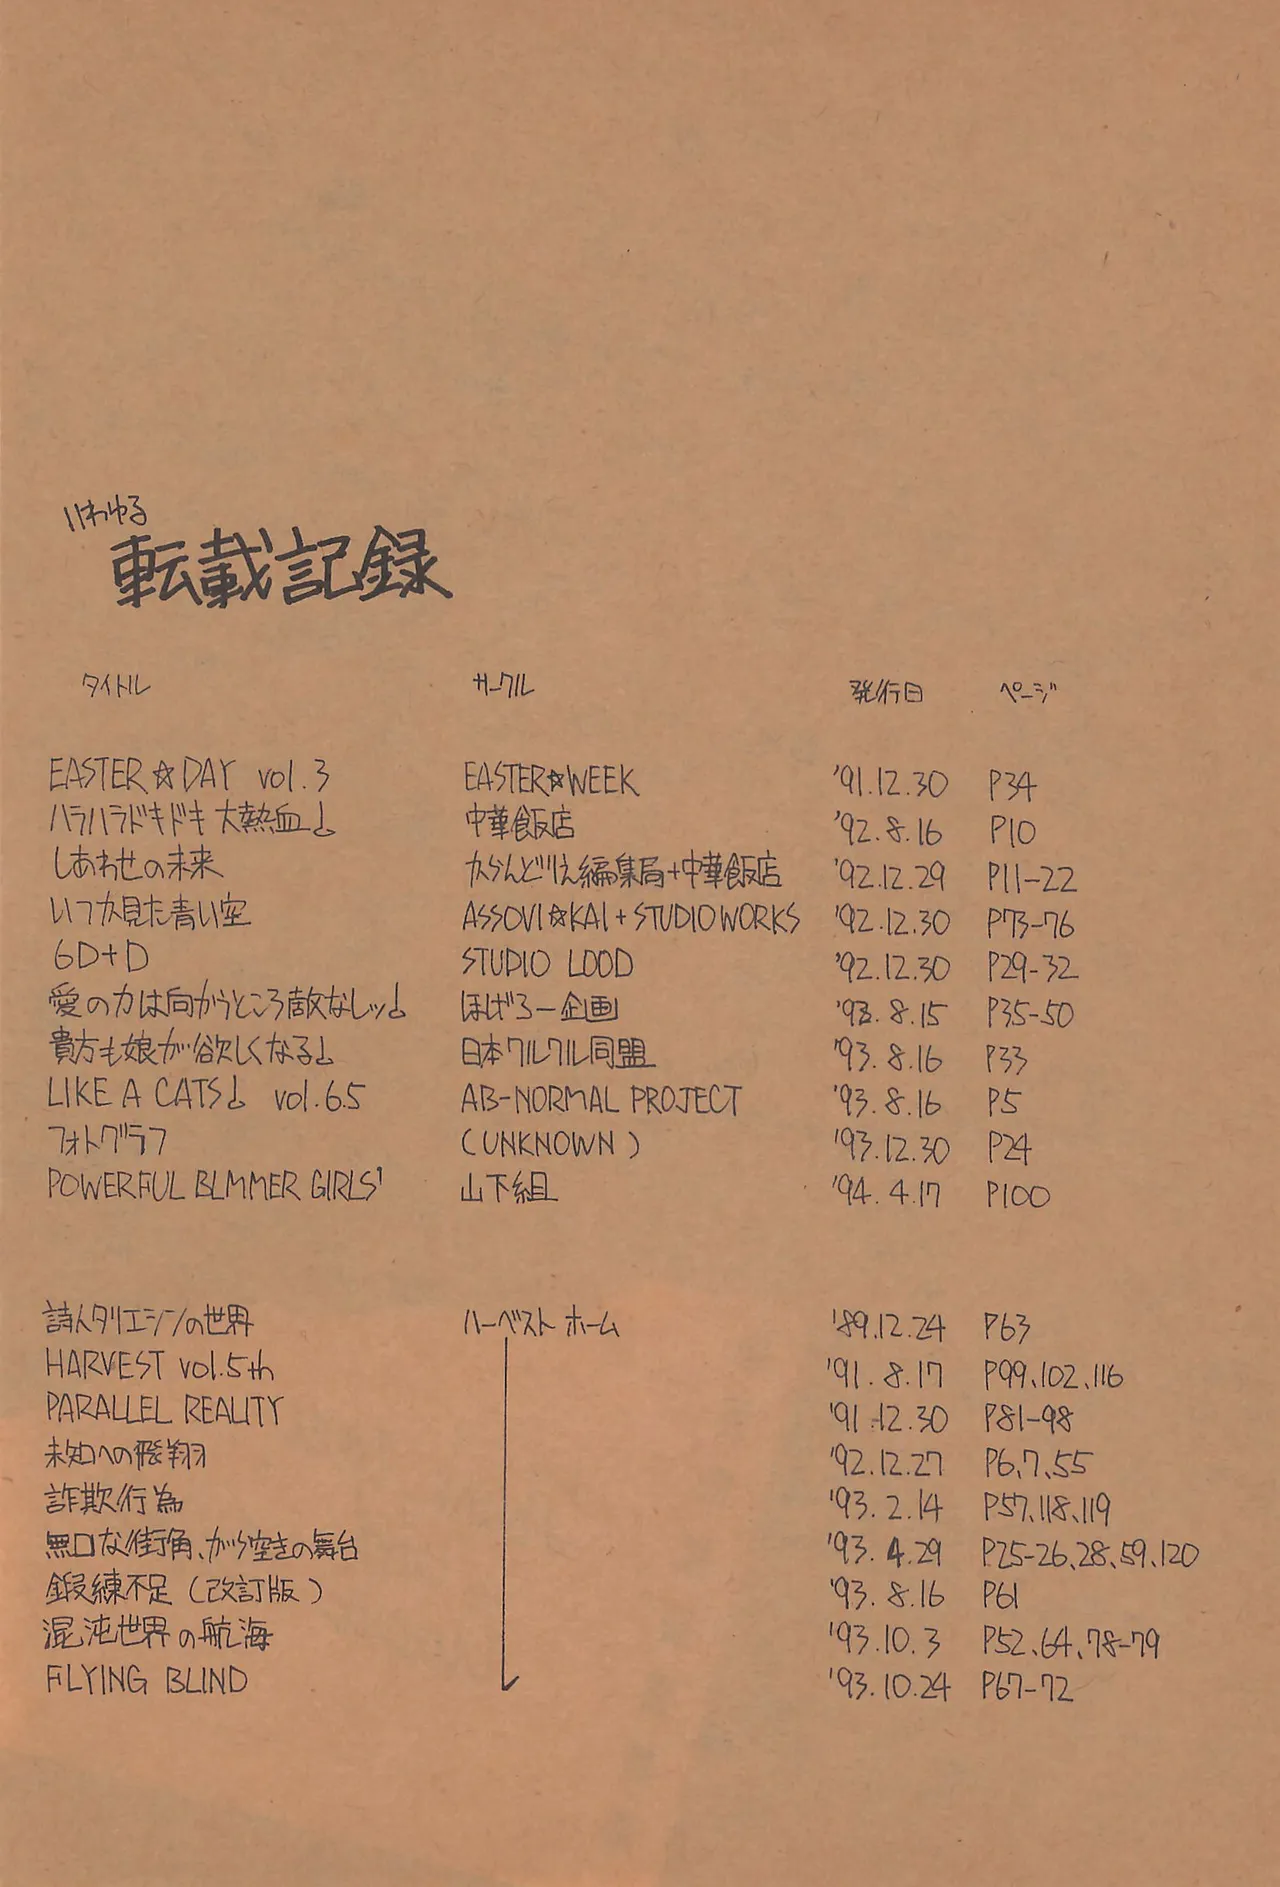 いわゆる
転載記録
タイトル サークル 発行日 ページ
EASTER☆DAY vol.3 EASTER☆WEEK '91.12.30 P34
ハラハラドキドキ大熱血♩ 中華飯店 '92.8.16 P10
しあわせの未来 からんどりえ編集局+中華飯店 '92.12.29 P11-22
いつか見た青い空 ASSOVI☆KAI+STUDIO WORKS '92.12.30 P73-76
6D+D STUDIO LOOD '92.12.30 P29-32
愛の力は向かうところ敵なしッ♩ ほげろー企画 '93.8.15 P35-50
貴方も娘が欲しくなる♩ 日本クルクル同盟 '93.8.16 P33
LIKE A CATS♩ vol.6.5 AB-NORMAL PROJECT '93.8.16 P5
フォトグラフ (UNKNOWN) '93.12.30 P24
POWERFUL BLMMER GIRLS' 山下組 '94.4.17 P100
詩人タリエシンの世界 ハーベスト ホーム '89.12.24 P63
HARVEST vol.5th '91.8.17 P99、102、116
PARALLEL REALITY '91.12.30 P81-98
未知への飛翔 '92.12.27 P6、7、55
詐欺行為 '93.2.14 P57、118、119
無口な街角、がら空きの舞台 '93.4.29 P25-26、28、59、120
鍛練不足(改訂版) '93.8.16 P61
混沌世界の航海 '93.10.3 P52、64、78-79
FLYING BLIND '93.10.24 P67-72